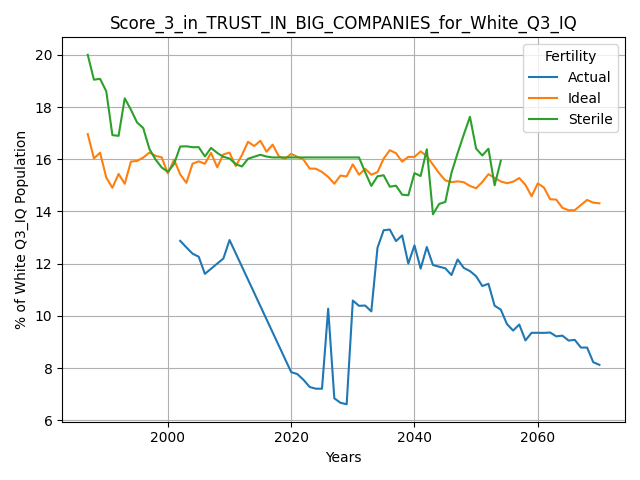 Score_3_in_TRUST_IN_BIG_COMPANIES_for_White_Q3_IQ
Fertility
Actual
Ideal
Sterile
% of White Q3_IQ Population
20
18
16
14
12
10
8
6
2000
2020
2040
2060
Years